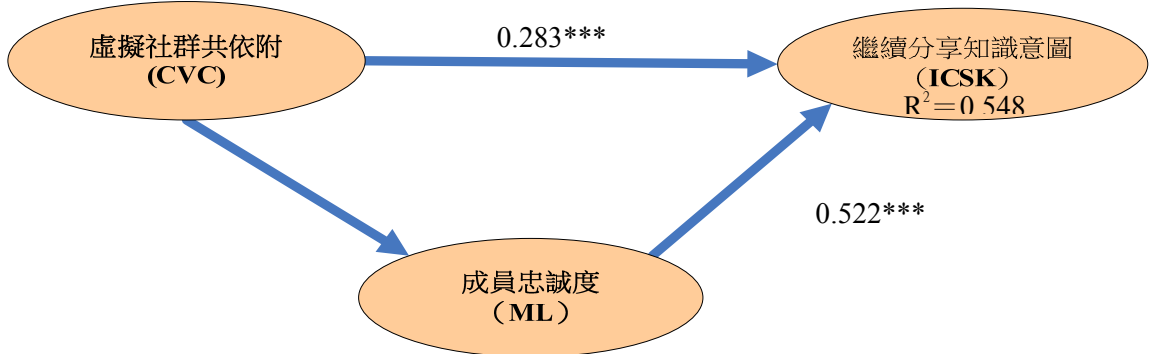 虛擬社群共依附
(CVC)
0.283***
繼續分享知識意圖
（ICSK）
R²＝0.548
0.522***
成員忠誠度
（ML）